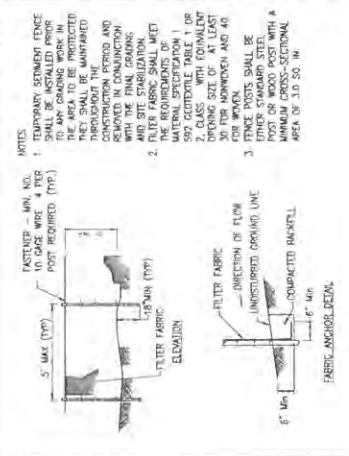 NOTES:
1. TEMPORARY SEDIMENT FENCE
SHALL BE INSTALLED PRIOR
TO ANY GRADING WORK IN
THE AREA TO BE PROTECTED.
THEY SHALL BE MAINTAINED
THROUGHOUT THE
CONSTRUCTION PERIOD AND
REMOVED IN CONJUNCTION
WITH THE FINAL GRADING
AND SITE STABILIZATION.
2. FILTER FABRIC SHALL MEET
THE REQUIREMENTS OF
MATERIAL SPECIFICATION
592 GEOTEXTILE TABLE 1 OR
2, CLASS WITH EQUIVALENT
OPENING SIZE OF AT LEAST
30 FOR NONWOVEN AND 40
FOR WOVEN.
3. FENCE POSTS SHALL BE
EITHER STANDARD STEEL
POST OR WOOD POST WITH A
MINIMUM CROSS-SECTIONAL
AREA OF 3.0 SQ. IN.
FASTENER - MIN. NO.
10 GAGE WIRE 4 PER
POST REQUIRED. (TYP.)
5' MAX (TYP)
18" MIN (TYP)
FILTER FABRIC
ELEVATION
FILTER FABRIC
DIRECTION OF FLOW
UNDISTURBED GROUND LINE
COMPACTED BACKFILL
6" Min
6" Min
FABRIC ANCHOR DETAIL